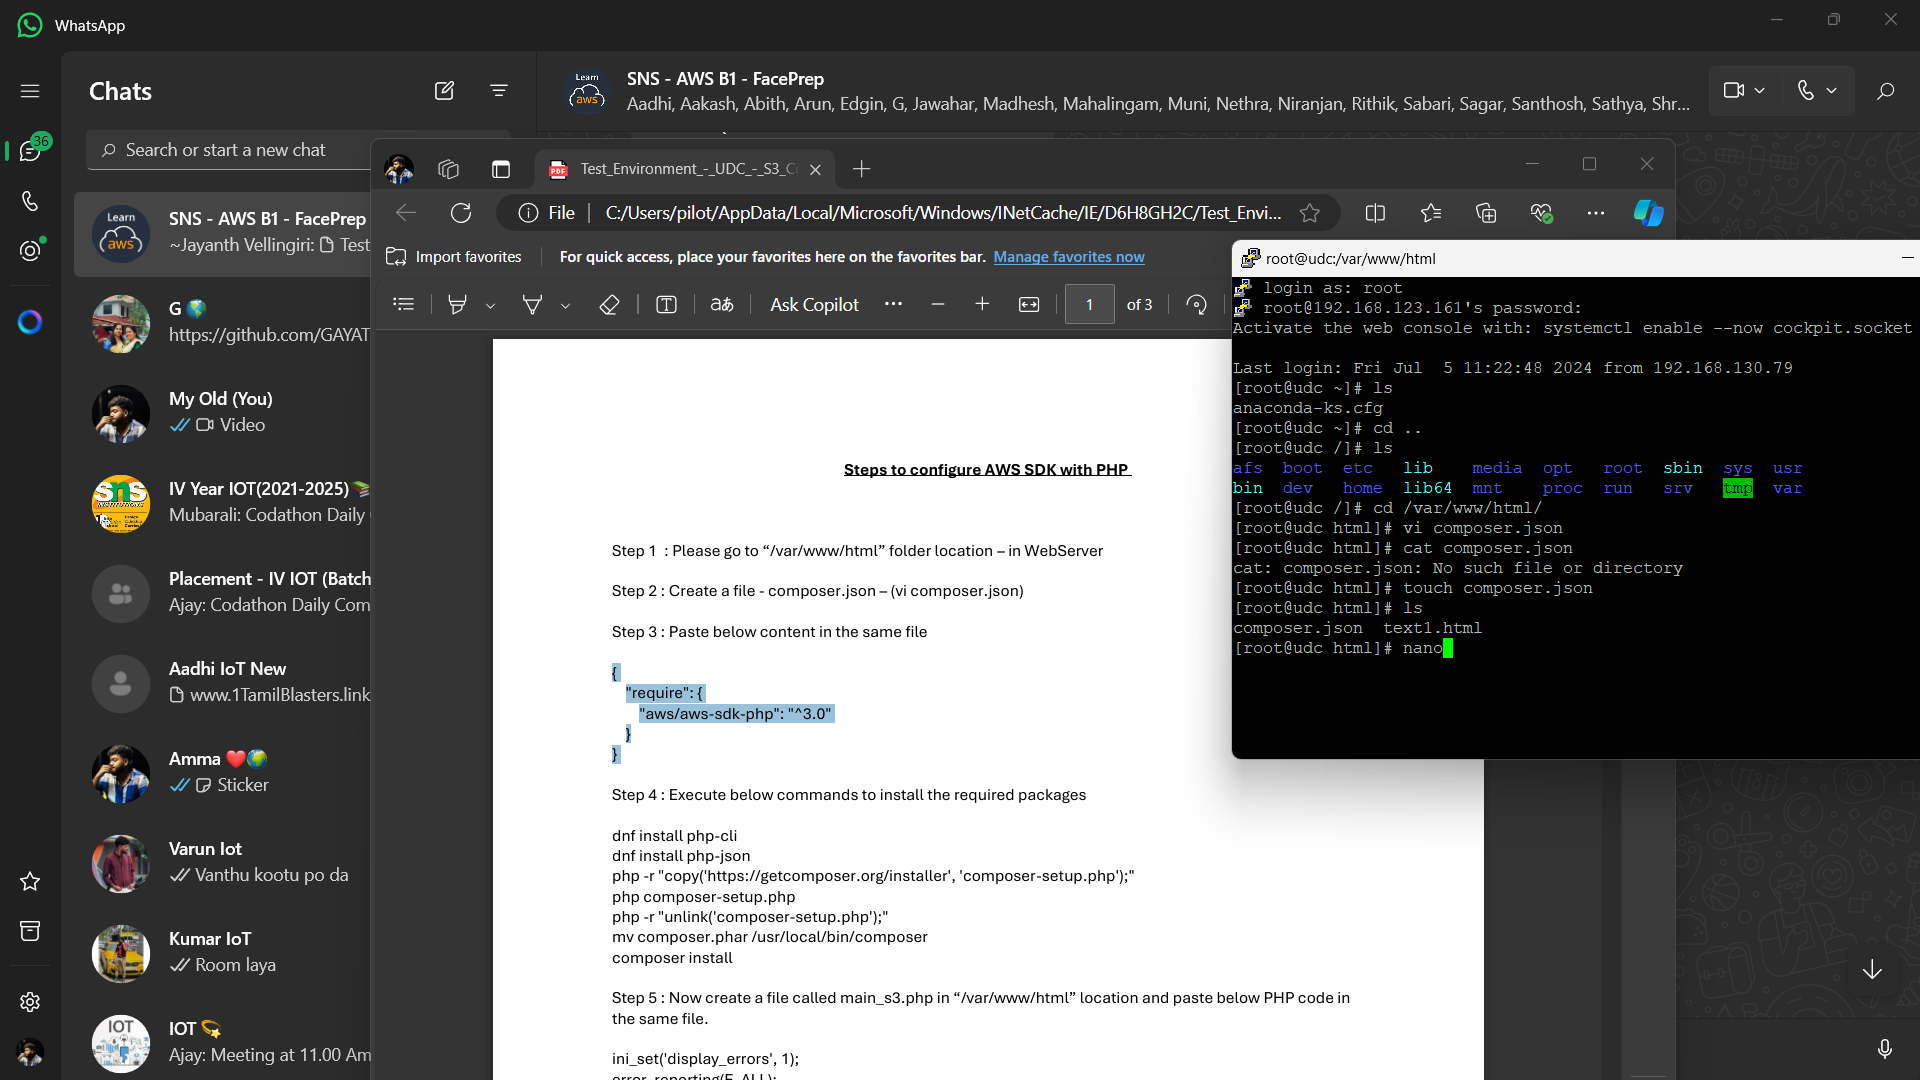 WhatsApp
Chats
36
Search or start a new chat
SNS - AWS B1 - FacePrep
~Jayanth Vellingiri: Test
G
https://github.com/GAYAT
My Old (You)
Video
IV Year IOT(2021-2025)
Mubarali: Codathon Daily
Placement - IV IOT (Batch
Ajay: Codathon Daily Com
Aadhi IoT New
www.1TamilBlasters.link
Amma
Sticker
Varun Iot
Vanthu kootu po da
Kumar IoT
Room laya
IOT
Ajay: Meeting at 11.00 Am
Learn
aws
Learn
aws
sns
INSTITUTIONS
IOT
SNS - AWS B1 - FacePrep
Aadhi, Aakash, Abith, Arun, Edgin, G, Jawahar, Madhesh, Mahalingam, Muni, Nethra, Niranjan, Rithik, Sabari, Sagar, Santhosh, Sathya, Shr...
PDF
Test_Environment_-_UDC_-_S3_C
File
C:/Users/pilot/AppData/Local/Microsoft/Windows/INetCache/IE/D6H8GH2C/Test_Envi...
Import favorites
For quick access, place your favorites here on the favorites bar. Manage favorites now
aあ
Ask Copilot
1 of 3
Steps to configure AWS SDK with PHP
Step 1 : Please go to “/var/www/html” folder location – in WebServer
Step 2 : Create a file - composer.json – (vi composer.json)
Step 3 : Paste below content in the same file
{
"require": {
"aws/aws-sdk-php": "^3.0"
}
}
Step 4 : Execute below commands to install the required packages
dnf install php-cli
dnf install php-json
php -r "copy('https://getcomposer.org/installer', 'composer-setup.php');"
php composer-setup.php
php -r "unlink('composer-setup.php');"
mv composer.phar /usr/local/bin/composer
composer install
Step 5 : Now create a file called main_s3.php in “/var/www/html” location and paste below PHP code in
the same file.
ini_set('display_errors', 1);
error_reporting(E_ALL);
root@udc:/var/www/html
login as: root
root@192.168.123.161's password:
Activate the web console with: systemctl enable --now cockpit.socket
Last login: Fri Jul  5 11:22:48 2024 from 192.168.130.79
[root@udc ~]# ls
anaconda-ks.cfg
[root@udc ~]# cd ..
[root@udc /]# ls
afs boot etc lib media opt root sbin sys usr
bin dev home lib64 mnt proc run srv tmp var
[root@udc /]# cd /var/www/html/
[root@udc html]# vi composer.json
[root@udc html]# cat composer.json
cat: composer.json: No such file or directory
[root@udc html]# touch composer.json
[root@udc html]# ls
composer.json text1.html
[root@udc html]# nano